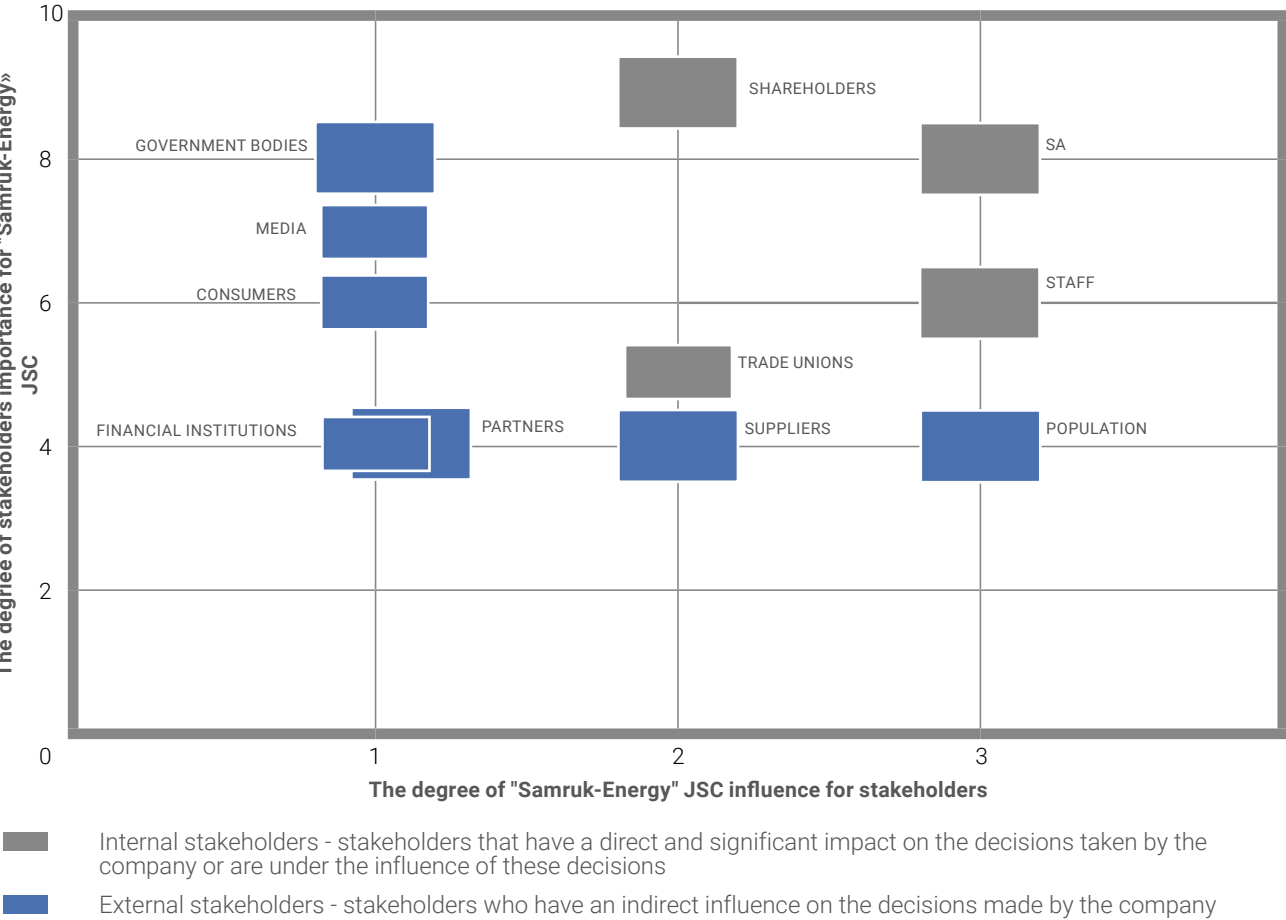 10
8
6
4
2
0
1
2
3
The degriee of stakeholders importance for "Samruk-Energy»
JSC
SHAREHOLDERS
GOVERNMENT BODIES
SA
MEDIA
STAFF
CONSUMERS
TRADE UNIONS
FINANCIAL INSTITUTIONS
PARTNERS
SUPPLIERS
POPULATION
The degree of "Samruk-Energy" JSC influence for stakeholders
Internal stakeholders - stakeholders that have a direct and significant impact on the decisions taken by the
company or are under the influence of these decisions
External stakeholders - stakeholders who have an indirect influence on the decisions made by the company